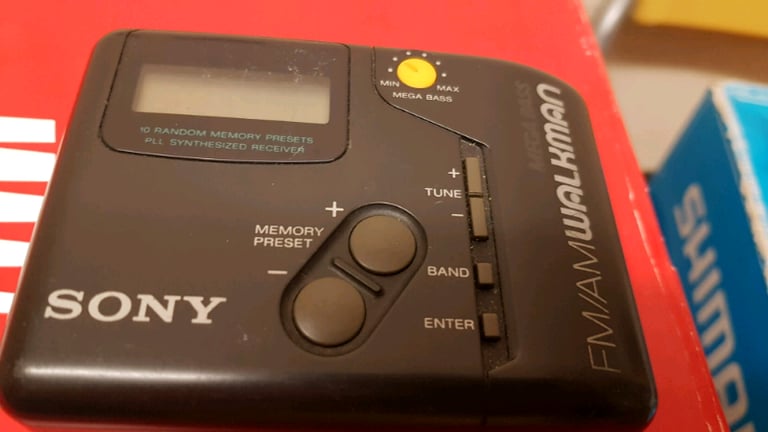 10 RANDOM MEMORY PRESETS
PLL SYNTHESIZED RECEIVER
MIN MAX
MEGA BASS
+
TUNE
−
+
MEMORY
PRESET
−
BAND
ENTER
SONY
MEGA BASS
FM/AM WALKMAN